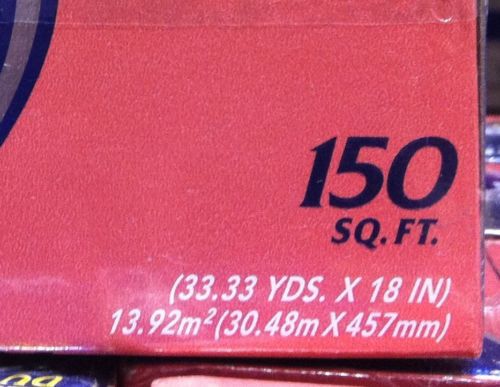 150
SQ. FT.
(33.33 YDS. X 18 IN)
13.92m² (30.48m X 457mm)